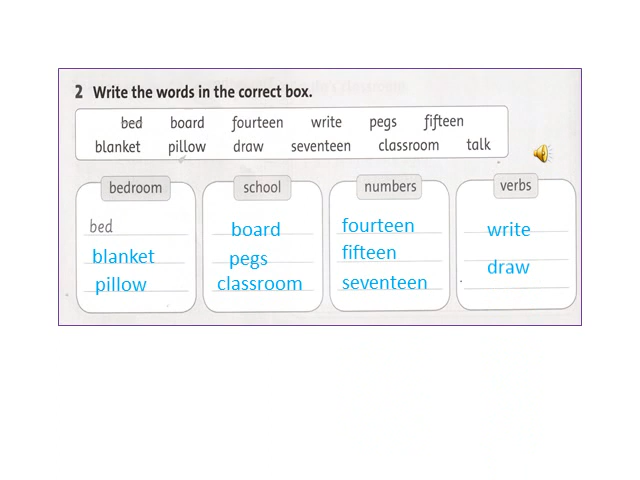 2 Write the words in the correct box.
bed board fourteen write pegs fifteen
blanket pillow draw seventeen classroom talk
bedroom school numbers verbs
bed board fourteen write
blanket pegs fifteen draw
pillow classroom seventeen